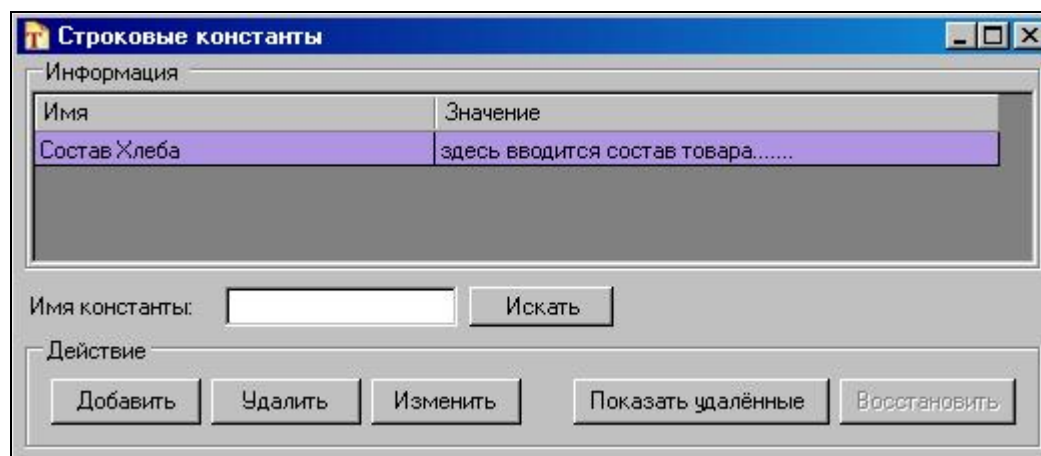 Строковые константы
Информация
Имя Значение
Состав Хлеба здесь вводится состав товара.......
Имя константы: Искать
Действие
Добавить Удалить Изменить Показать удалённые Восстановить